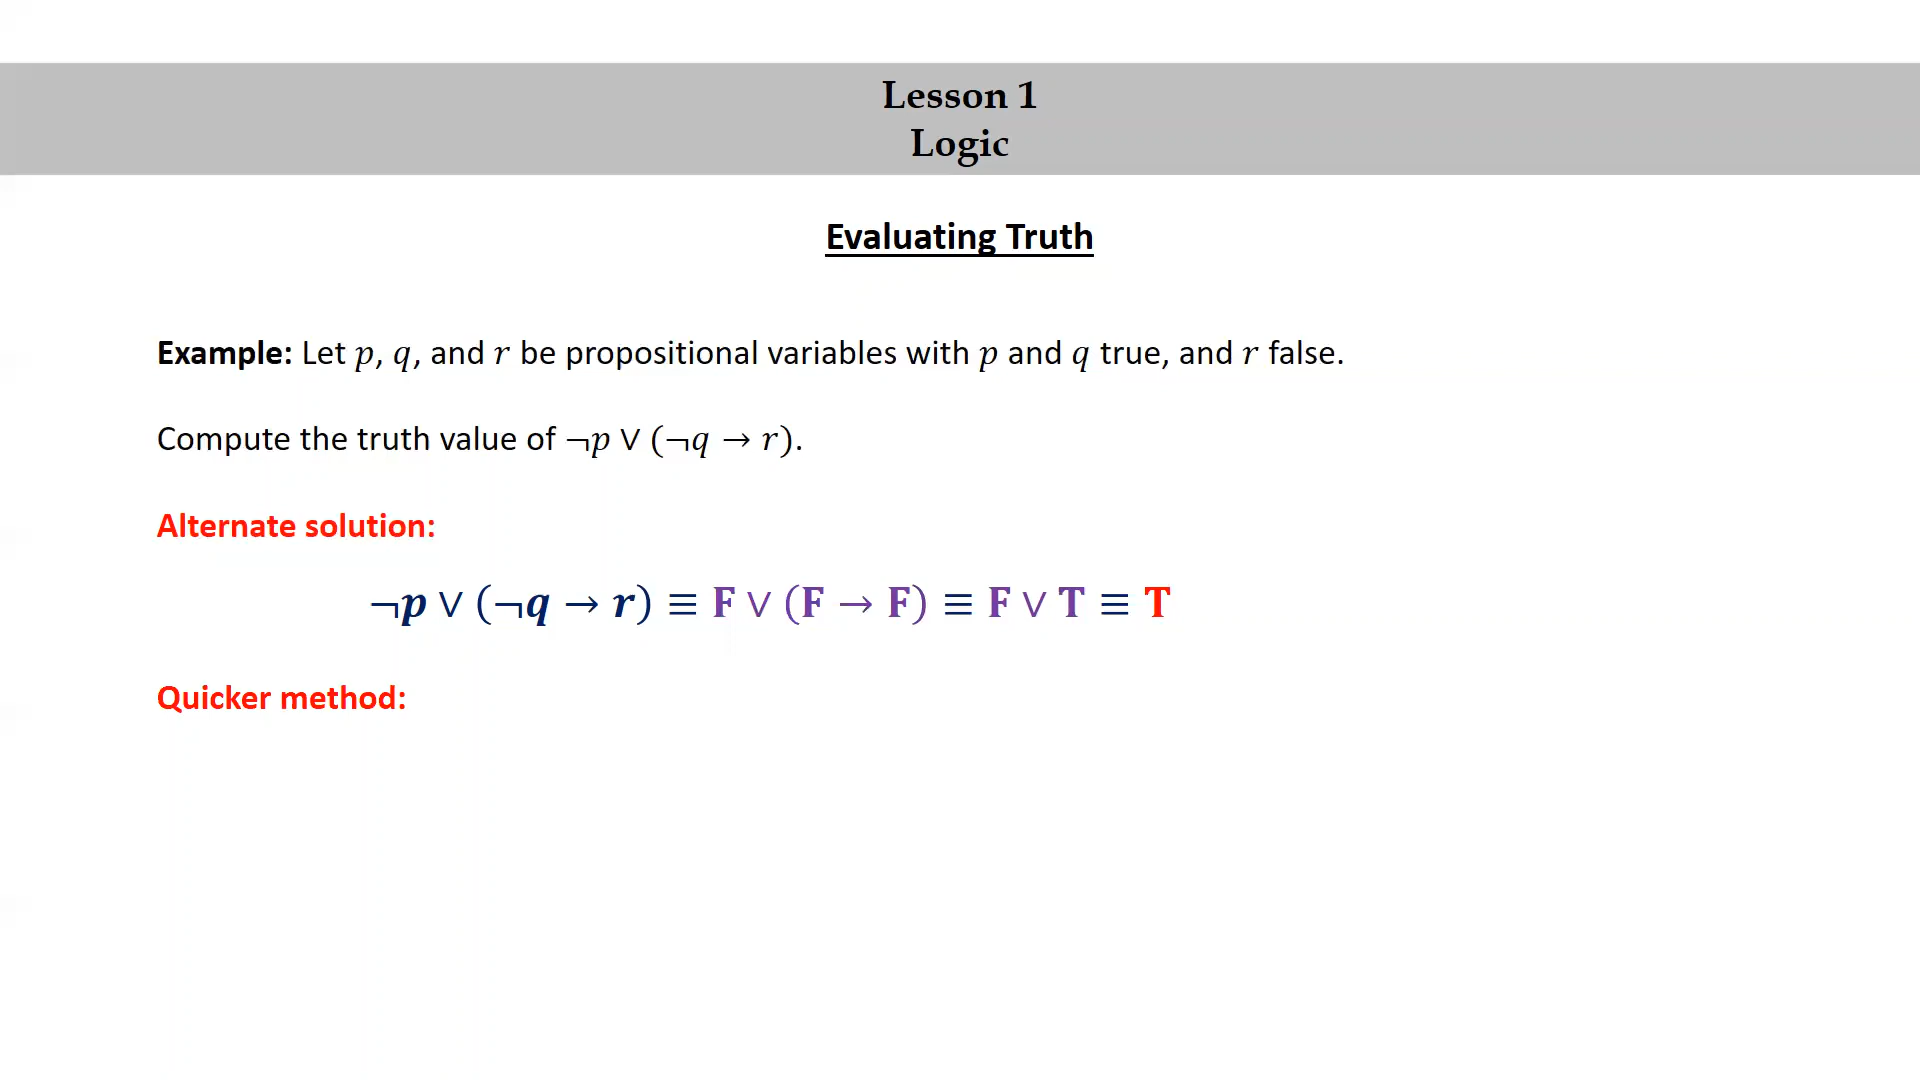 Lesson 1
Logic
Evaluating Truth
Example: Let p, q, and r be propositional variables with p and q true, and r false.
Compute the truth value of ¬p ∨ (¬q → r).
Alternate solution:
¬p ∨ (¬q → r) ≡ F ∨ (F → F) ≡ F ∨ T ≡ T
Quicker method: